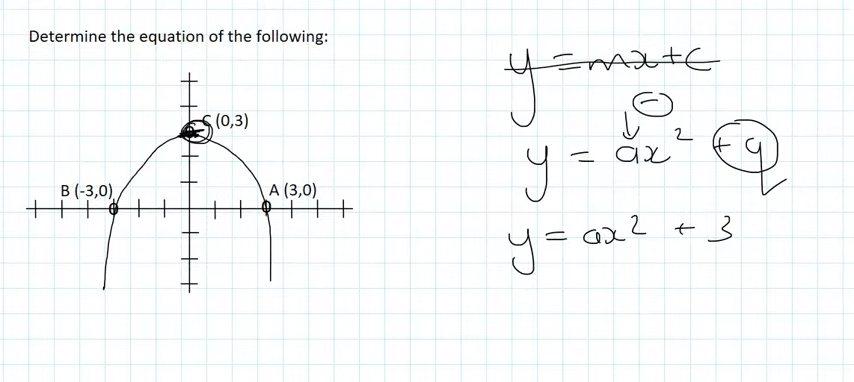 Determine the equation of the following:
y = mx + c
C (0,3)
(-)
y = ax² + q
B (-3,0)
A (3,0)
y = ax² + 3